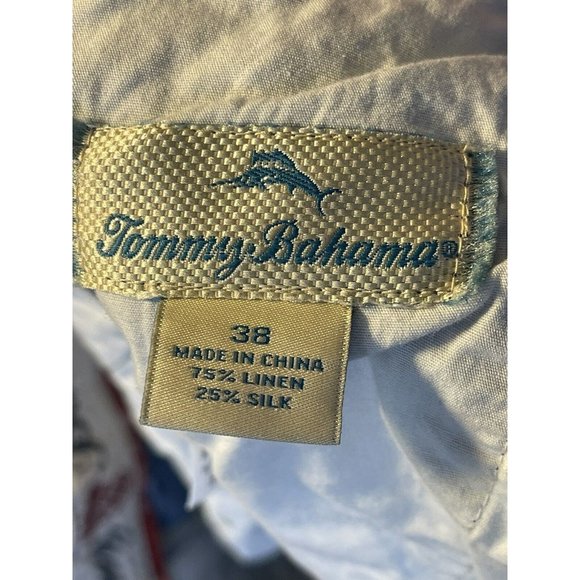 Tommy Bahama®
38
MADE IN CHINA
75% LINEN
25% SILK